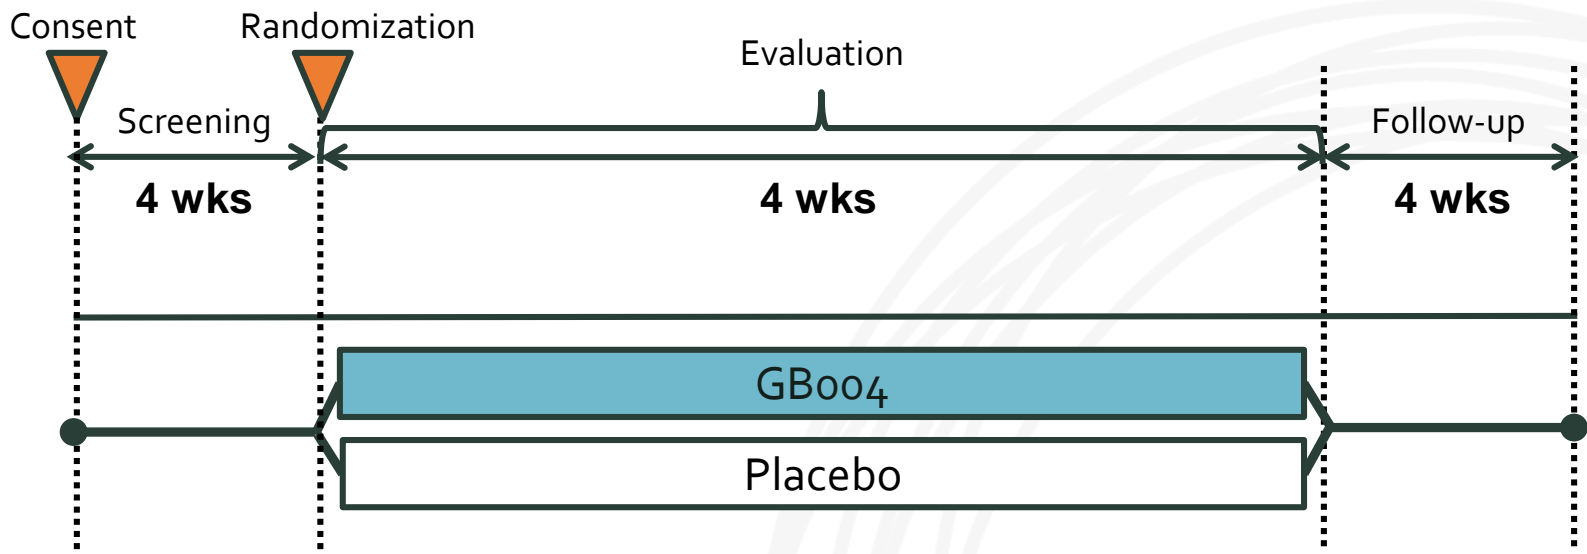 Consent
Randomization
Evaluation
Screening
Follow-up
4 wks
4 wks
4 wks
GB004
Placebo